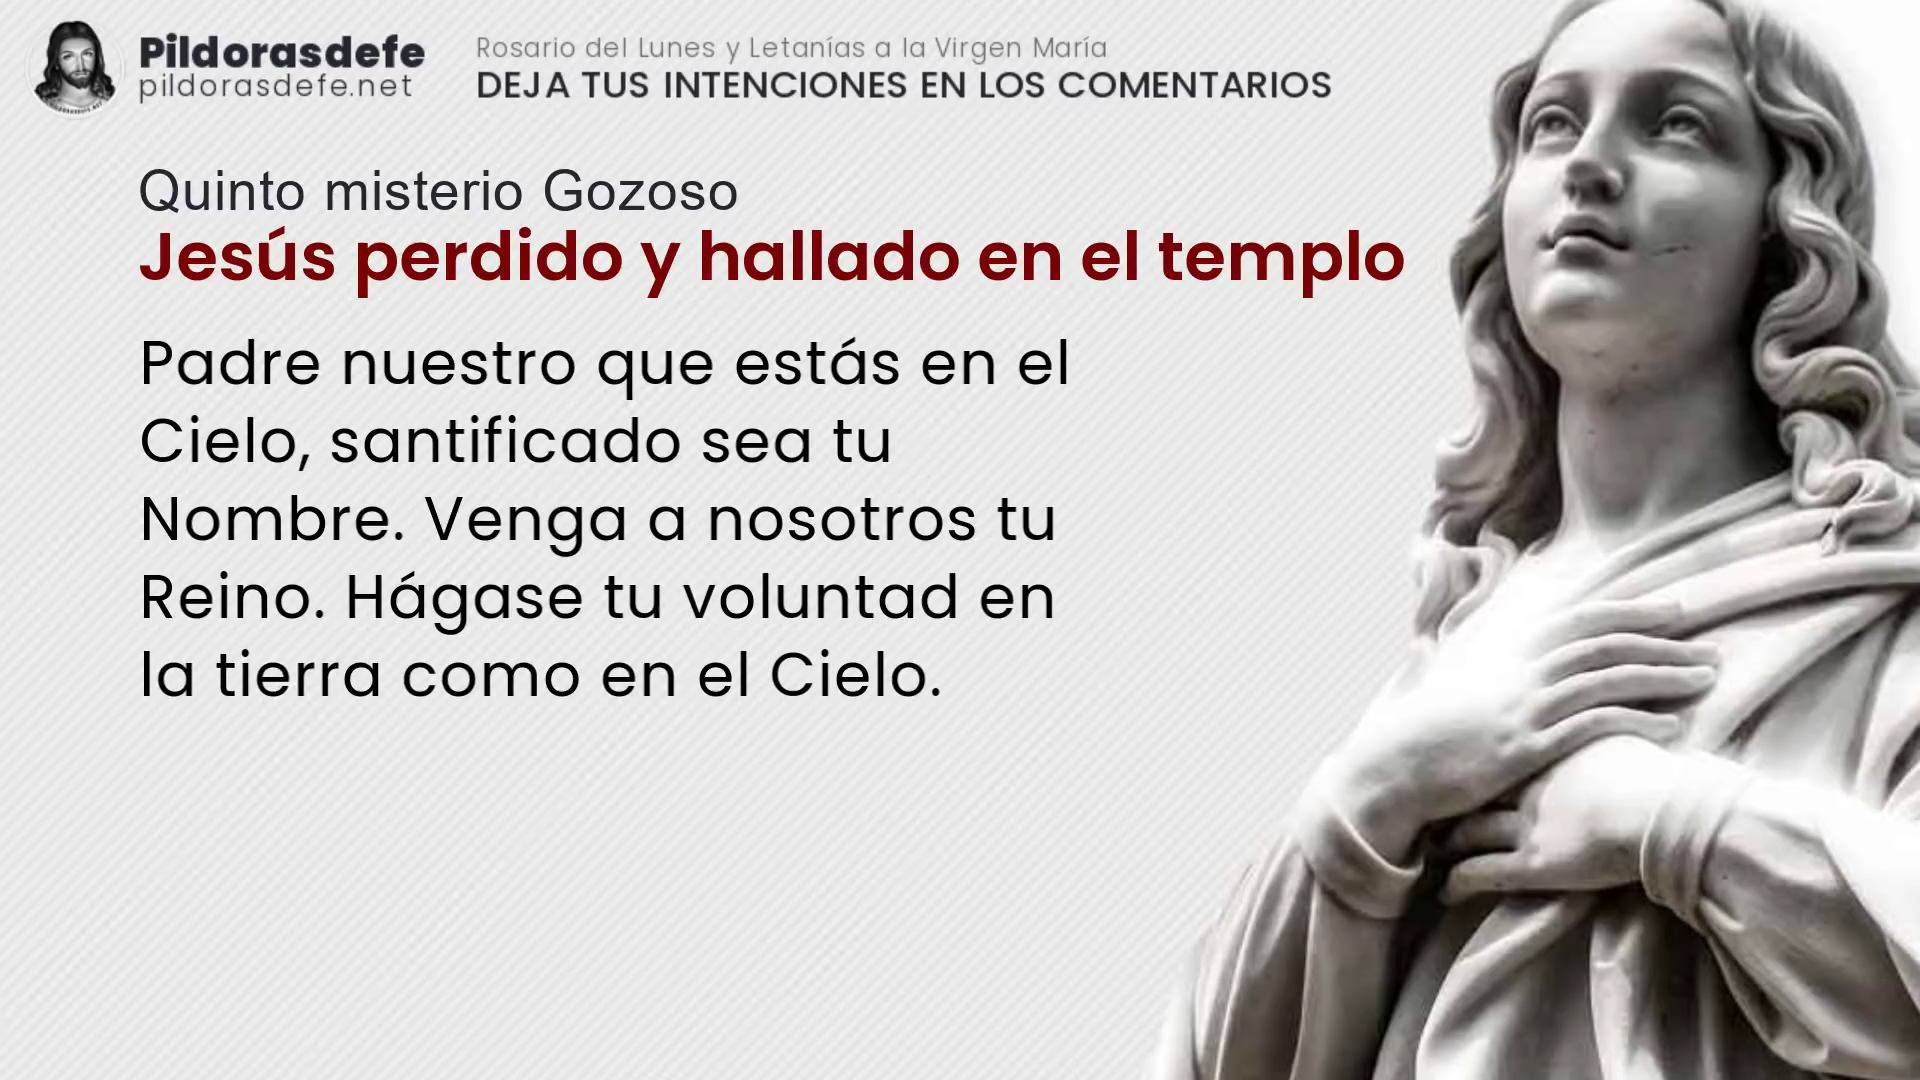 Pildorasdefe
pildorasdefe.net
Rosario del Lunes y Letanías a la Virgen María
DEJA TUS INTENCIONES EN LOS COMENTARIOS
Quinto misterio Gozoso
Jesús perdido y hallado en el templo
Padre nuestro que estás en el
Cielo, santificado sea tu
Nombre. Venga a nosotros tu
Reino. Hágase tu voluntad en
la tierra como en el Cielo.